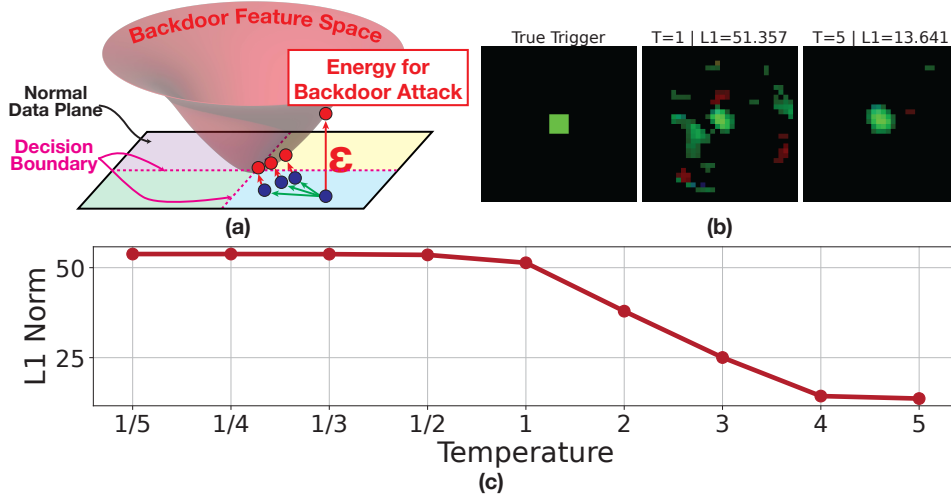 Backdoor Feature Space
Energy for
Backdoor Attack
Normal
Data Plane
Decision
Boundary
ε
(a)
True Trigger
T=1 | L1=51.357
T=5 | L1=13.641
(b)
L1 Norm
50
25
1/5
1/4
1/3
1/2
1
2
3
4
5
Temperature
(c)